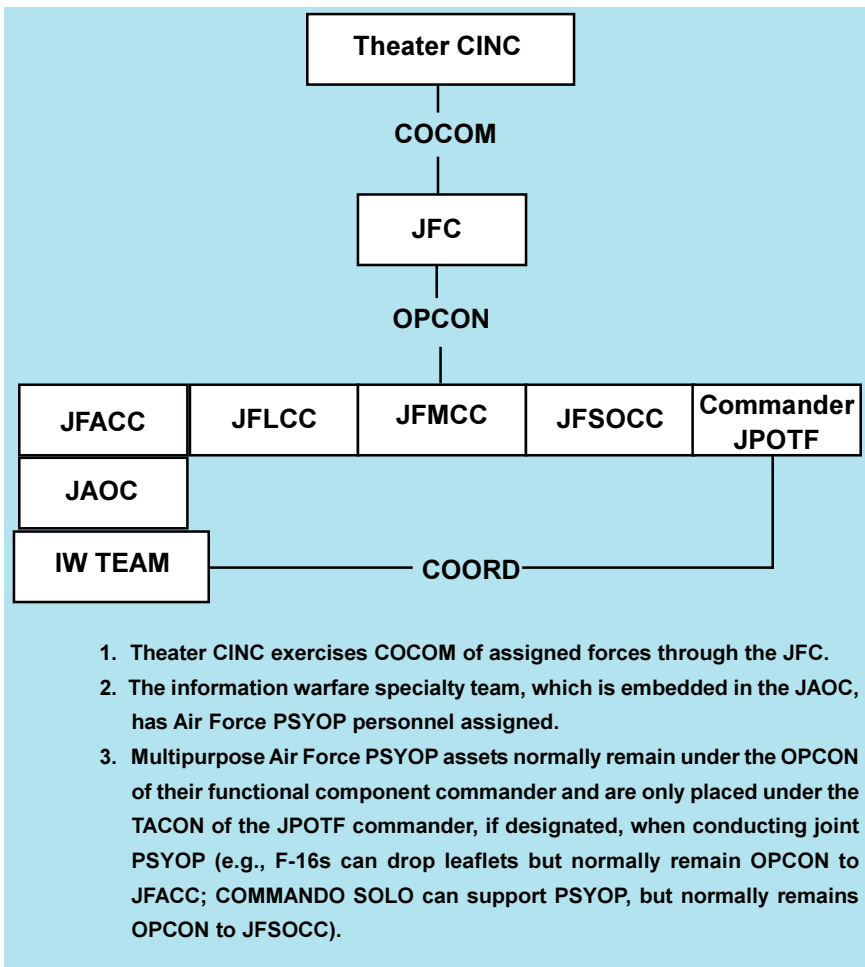 Theater CINC
COCOM
JFC
OPCON
JFACC
JFLCC
JFMCC
JFSOCC
Commander
JPOTF
JAOC
IW TEAM
COORD
1. Theater CINC exercises COCOM of assigned forces through the JFC.
2. The information warfare specialty team, which is embedded in the JAOC,
has Air Force PSYOP personnel assigned.
3. Multipurpose Air Force PSYOP assets normally remain under the OPCON
of their functional component commander and are only placed under the
TACON of the JPOTF commander, if designated, when conducting joint
PSYOP (e.g., F-16s can drop leaflets but normally remain OPCON to
JFACC; COMMANDO SOLO can support PSYOP, but normally remains
OPCON to JFSOCC).